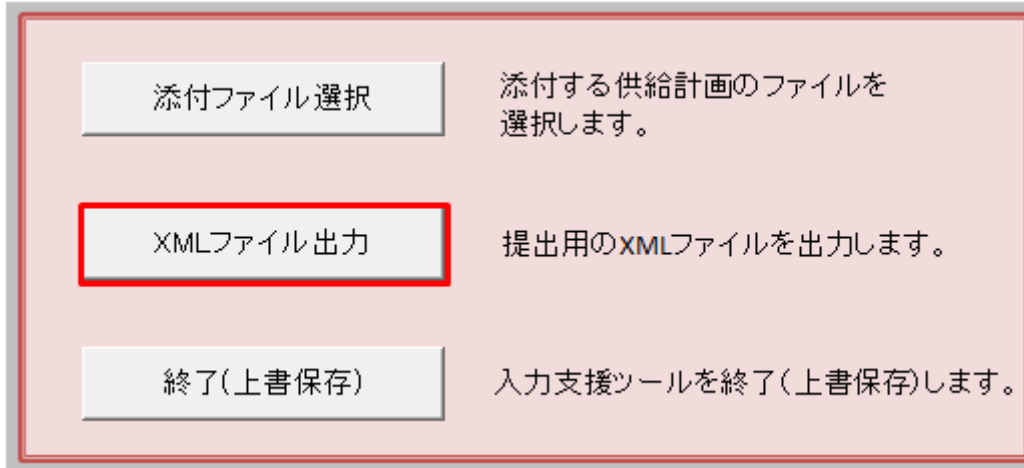 添付ファイル選択
添付する供給計画のファイルを
選択します。
XMLファイル出力
提出用のXMLファイルを出力します。
終了(上書保存)
入力支援ツールを終了(上書保存)します。